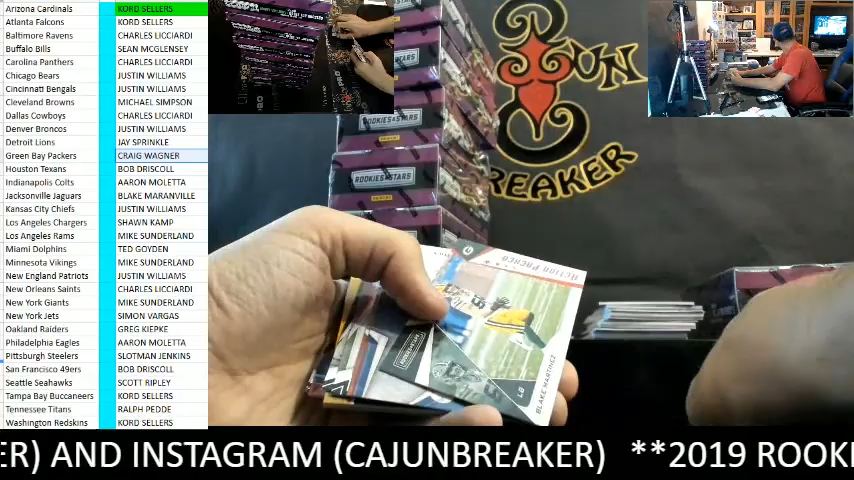 Arizona Cardinals KORD SELLERS
Atlanta Falcons KORD SELLERS
Baltimore Ravens CHARLES LICCIARDI
Buffalo Bills SEAN MCGLENSEY
Carolina Panthers CHARLES LICCIARDI
Chicago Bears JUSTIN WILLIAMS
Cincinnati Bengals JUSTIN WILLIAMS
Cleveland Browns MICHAEL SIMPSON
Dallas Cowboys CHARLES LICCIARDI
Denver Broncos JUSTIN WILLIAMS
Detroit Lions JAY SPRINKLE
Green Bay Packers CRAIG WAGNER
Houston Texans BOB DRISCOLL
Indianapolis Colts AARON MOLETTA
Jacksonville Jaguars BLAKE MARANVILLE
Kansas City Chiefs JUSTIN WILLIAMS
Los Angeles Chargers SHAWN KAMP
Los Angeles Rams MIKE SUNDERLAND
Miami Dolphins TED GOYDEN
Minnesota Vikings MIKE SUNDERLAND
New England Patriots JUSTIN WILLIAMS
New Orleans Saints CHARLES LICCIARDI
New York Giants MIKE SUNDERLAND
New York Jets SIMON VARGAS
Oakland Raiders GREG KIEPKE
Philadelphia Eagles AARON MOLETTA
Pittsburgh Steelers SLOTMAN JENKINS
San Francisco 49ers BOB DRISCOLL
Seattle Seahawks SCOTT RIPLEY
Tampa Bay Buccaneers KORD SELLERS
Tennessee Titans RALPH PEDDE
Washington Redskins KORD SELLERS
UN
REAKER
ROOKIES&STARS
ROOKIES&STARS
ACTION PACKED
LB
BLAKE MARTINEZ
ER) AND INSTAGRAM (CAJUNBREAKER) **2019 ROOKI